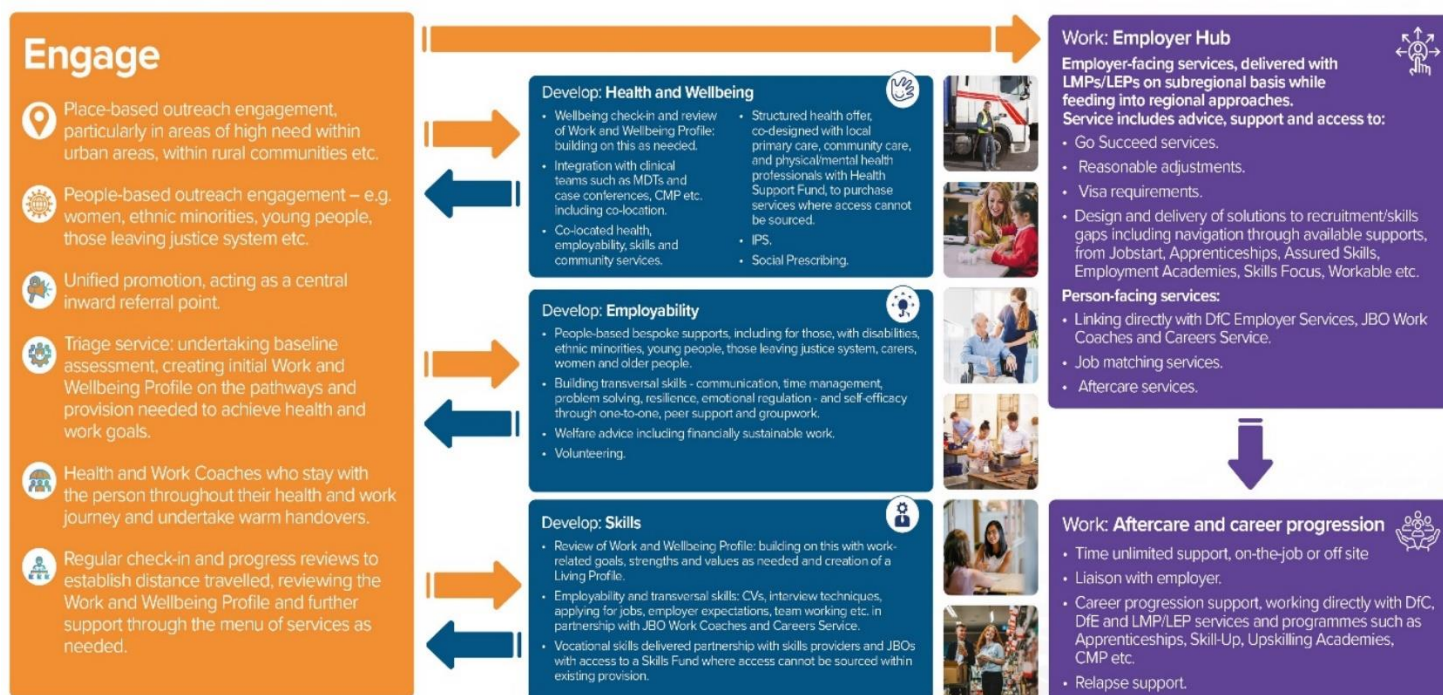 Engage
Place-based outreach engagement,
particularly in areas of high need within
urban areas, within rural communities etc.
People-based outreach engagement – e.g.
women, ethnic minorities, young people,
those leaving justice system etc.
Unified promotion, acting as a central
inward referral point.
Triage service: undertaking baseline
assessment, creating initial Work and
Wellbeing Profile on the pathways and
provision needed to achieve health and
work goals.
Health and Work Coaches who stay with
the person throughout their health and work
journey and undertake warm handovers.
Regular check-in and progress reviews to
establish distance travelled, reviewing the
Work and Wellbeing Profile and further
support through the menu of services as
needed.
Develop: Health and Wellbeing
• Wellbeing check-in and review
of Work and Wellbeing Profile:
building on this as needed.
• Integration with clinical
teams such as MDTs and
case conferences, CMP etc.
including co-location.
• Co-located health,
employability, skills and
community services.
• Structured health offer,
co-designed with local
primary care, community care,
and physical/mental health
professionals with Health
Support Fund, to purchase
services where access cannot
be sourced.
• IPS.
• Social Prescribing.
Develop: Employability
• People-based bespoke supports, including for those, with disabilities,
ethnic minorities, young people, those leaving justice system, carers,
women and older people.
• Building transversal skills - communication, time management,
problem solving, resilience, emotional regulation - and self-efficacy
through one-to-one, peer support and groupwork.
• Welfare advice including financially sustainable work.
• Volunteering.
Develop: Skills
• Review of Work and Wellbeing Profile: building on this with work-
related goals, strengths and values as needed and creation of a
Living Profile.
• Employability and transversal skills: CVs, interview techniques,
applying for jobs, employer expectations, team working etc. in
partnership with JBO Work Coaches and Careers Service.
• Vocational skills delivered partnership with skills providers and JBOs
with access to a Skills Fund where access cannot be sourced within
existing provision.
Work: Employer Hub
Employer-facing services, delivered with
LMPs/LEPs on subregional basis while
feeding into regional approaches.
Service includes advice, support and access to:
• Go Succeed services.
• Reasonable adjustments.
• Visa requirements.
• Design and delivery of solutions to recruitment/skills
gaps including navigation through available supports,
from Jobstart, Apprenticeships, Assured Skills,
Employment Academies, Skills Focus, Workable etc.
Person-facing services:
• Linking directly with DfC Employer Services, JBO Work
Coaches and Careers Service.
• Job matching services.
• Aftercare services.
Work: Aftercare and career progression
• Time unlimited support, on-the-job or off site
• Liaison with employer.
• Career progression support, working directly with DfC,
DfE and LMP/LEP services and programmes such as
Apprenticeships, Skill-Up, Upskilling Academies,
CMP etc.
• Relapse support.